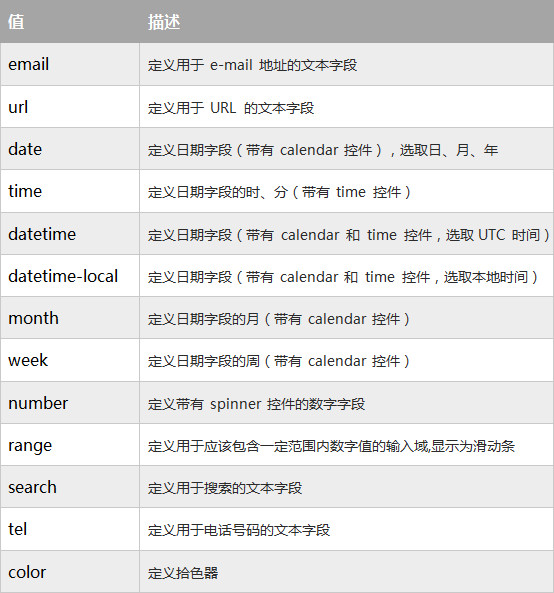 值 描述
email 定义用于 e-mail 地址的文本字段
url 定义用于 URL 的文本字段
date 定义日期字段（带有 calendar 控件），选取日、月、年
time 定义日期字段的时、分（带有 time 控件）
datetime 定义日期字段（带有 calendar 和 time 控件，选取 UTC 时间）
datetime-local 定义日期字段（带有 calendar 和 time 控件，选取本地时间）
month 定义日期字段的月（带有 calendar 控件）
week 定义日期字段的周（带有 calendar 控件）
number 定义带有 spinner 控件的数字字段
range 定义用于应该包含一定范围内数字值的输入域,显示为滑动条
search 定义用于搜索的文本字段
tel 定义用于电话号码的文本字段
color 定义拾色器